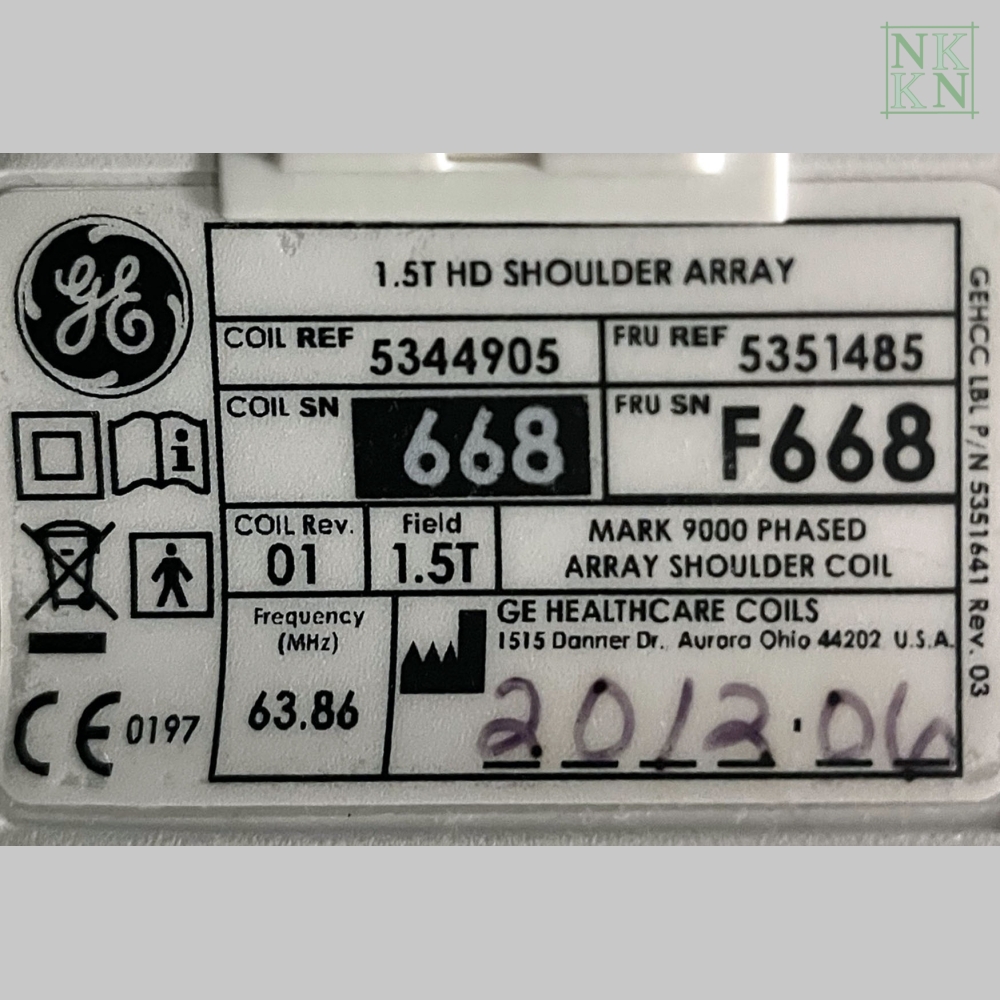 NK
KN
GE
1.5T HD SHOULDER ARRAY
COIL REF 5344905
FRU REF 5351485
COIL SN 668
FRU SN F668
COIL Rev. 01
Field 1.5T
MARK 9000 PHASED
ARRAY SHOULDER COIL
Frequency
(MHz)
63.86
GE HEALTHCARE COILS
1515 Danner Dr. Aurora Ohio 44202 U.S.A.
2012.06
i
CE 0197
GEHCC LBL P/N 5351641 Rev. 03